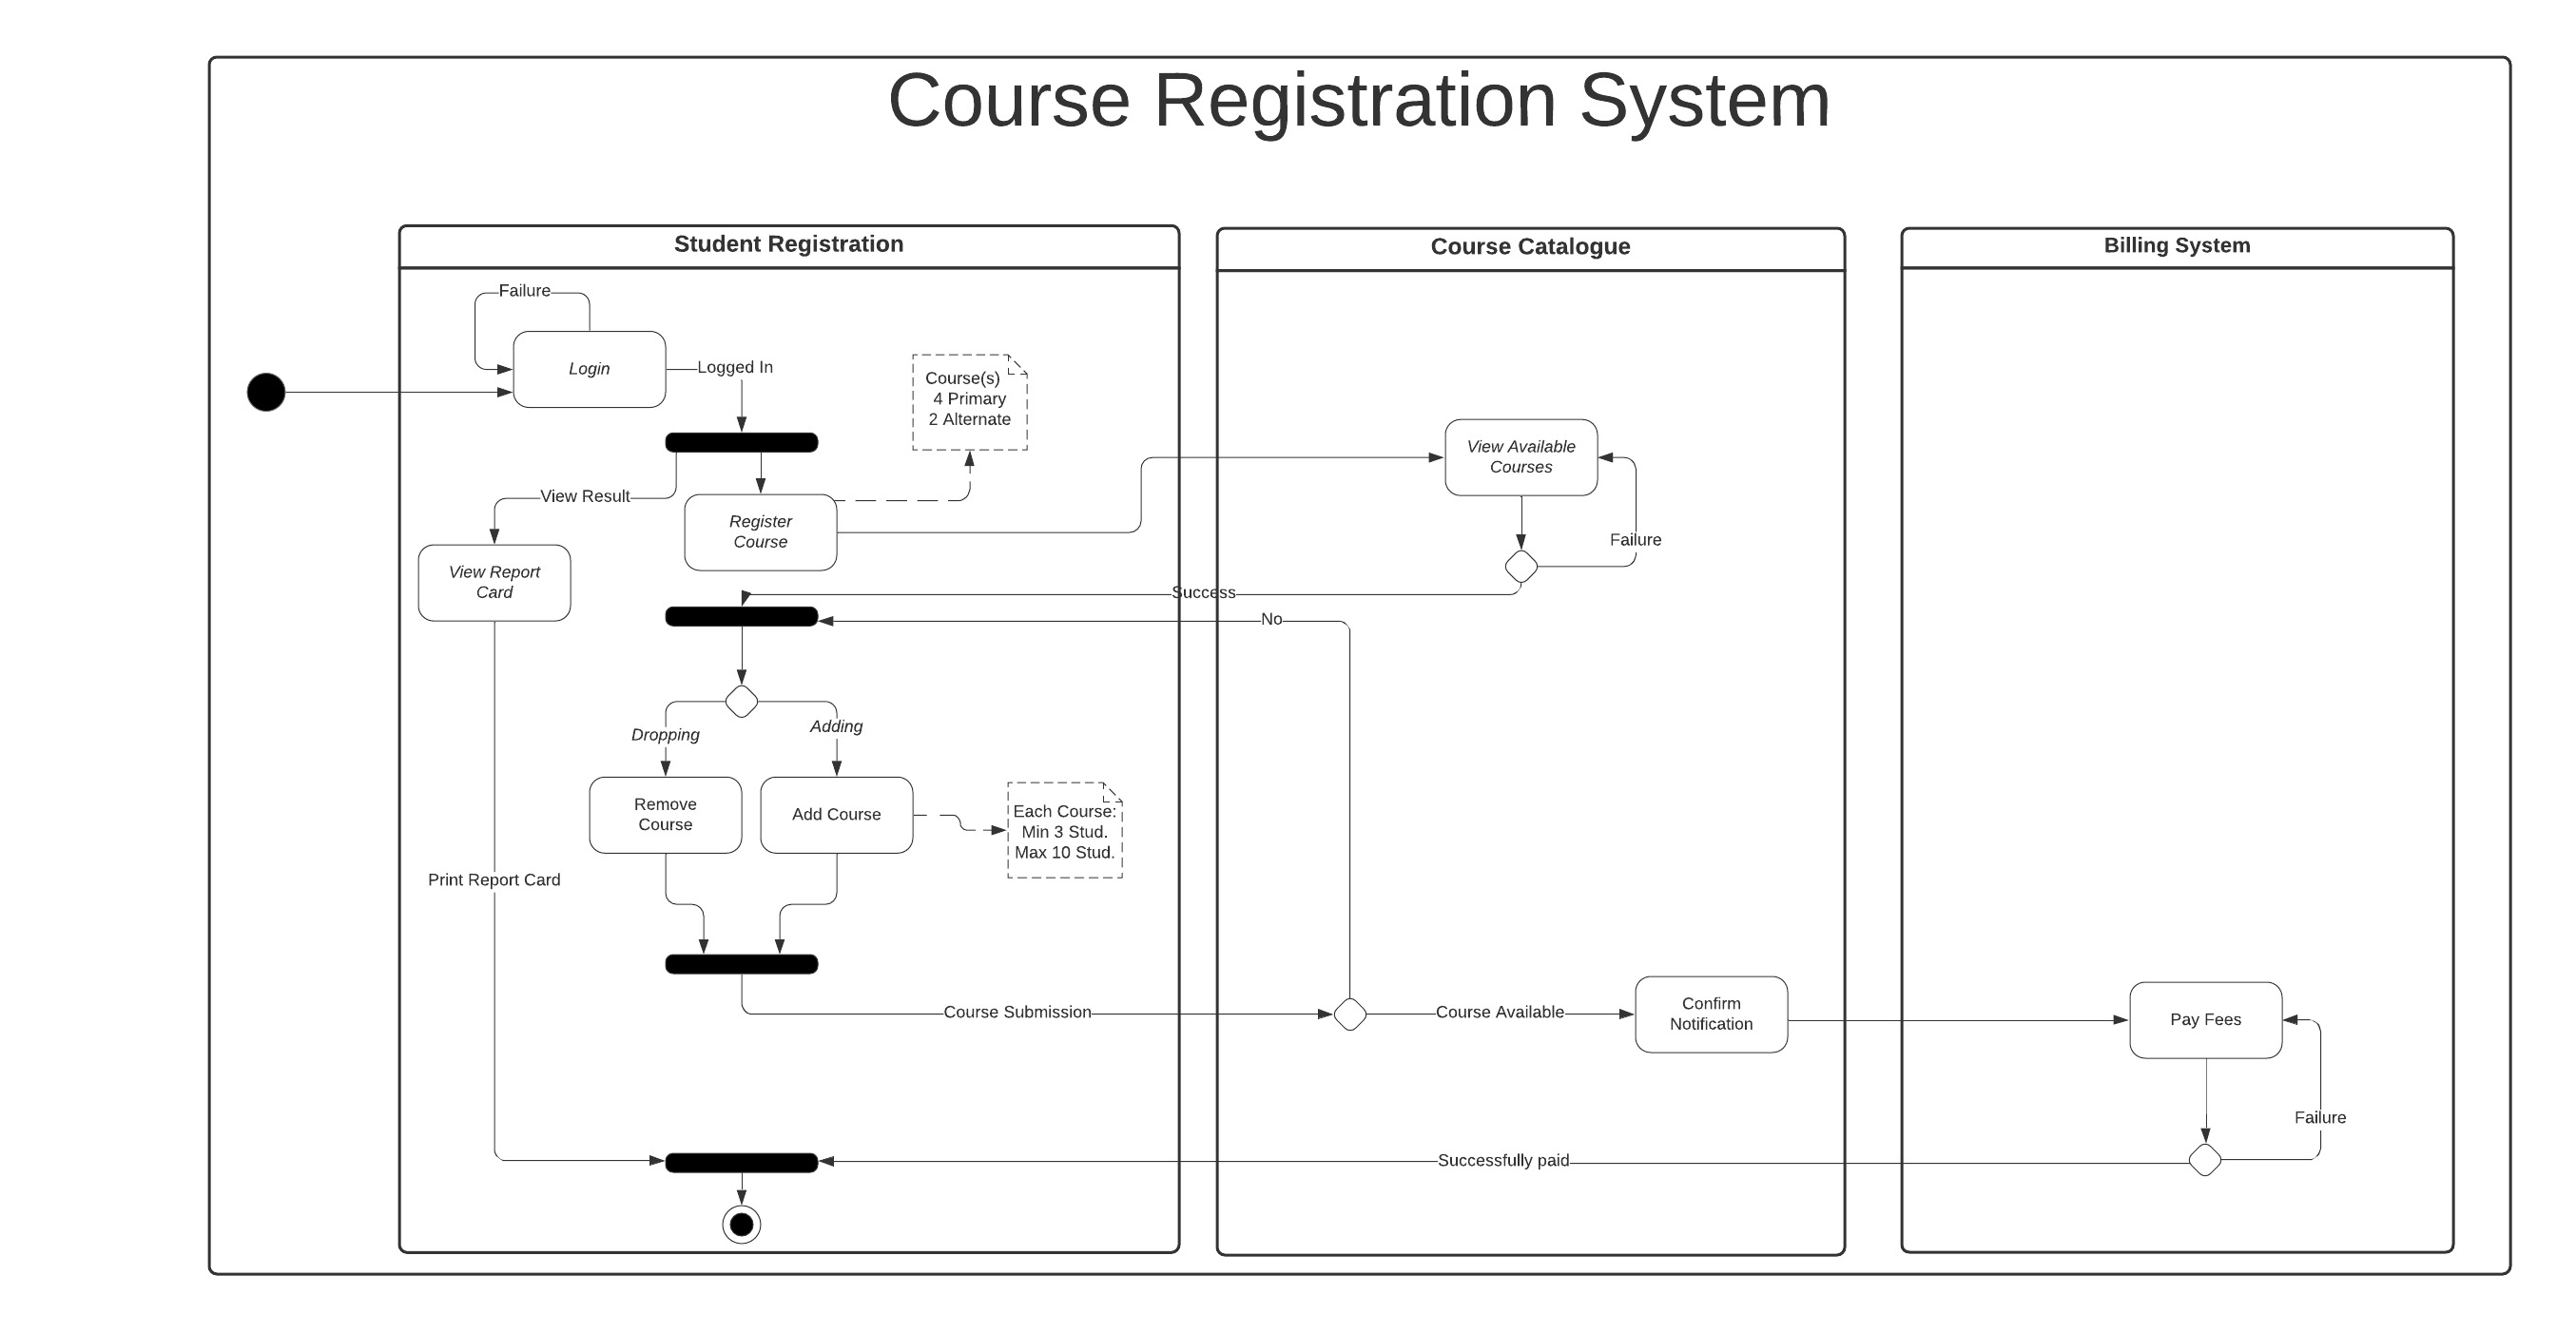 Course Registration System
Student Registration
Course Catalogue
Billing System
Failure
Login
Logged In
Course(s)
4 Primary
2 Alternate
View Available
Courses
View Result
Register
Course
Failure
View Report
Card
Success
No
Dropping
Adding
Remove
Course
Add Course
Each Course:
Min 3 Stud.
Max 10 Stud.
Print Report Card
Course Submission
Course Available
Confirm
Notification
Pay Fees
Failure
Successfully paid